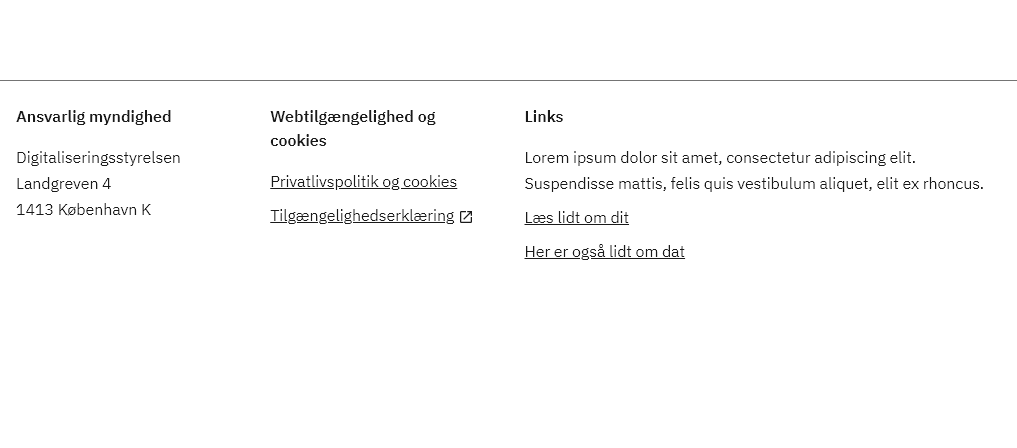 Ansvarlig myndighed
Digitaliseringsstyrelsen
Landgreven 4
1413 København K
Webtilgængelighed og
cookies
Privatlivspolitik og cookies
Tilgængelighedserklæring
Links
Lorem ipsum dolor sit amet, consectetur adipiscing elit.
Suspendisse mattis, felis quis vestibulum aliquet, elit ex rhoncus.
Læs lidt om dit
Her er også lidt om dat